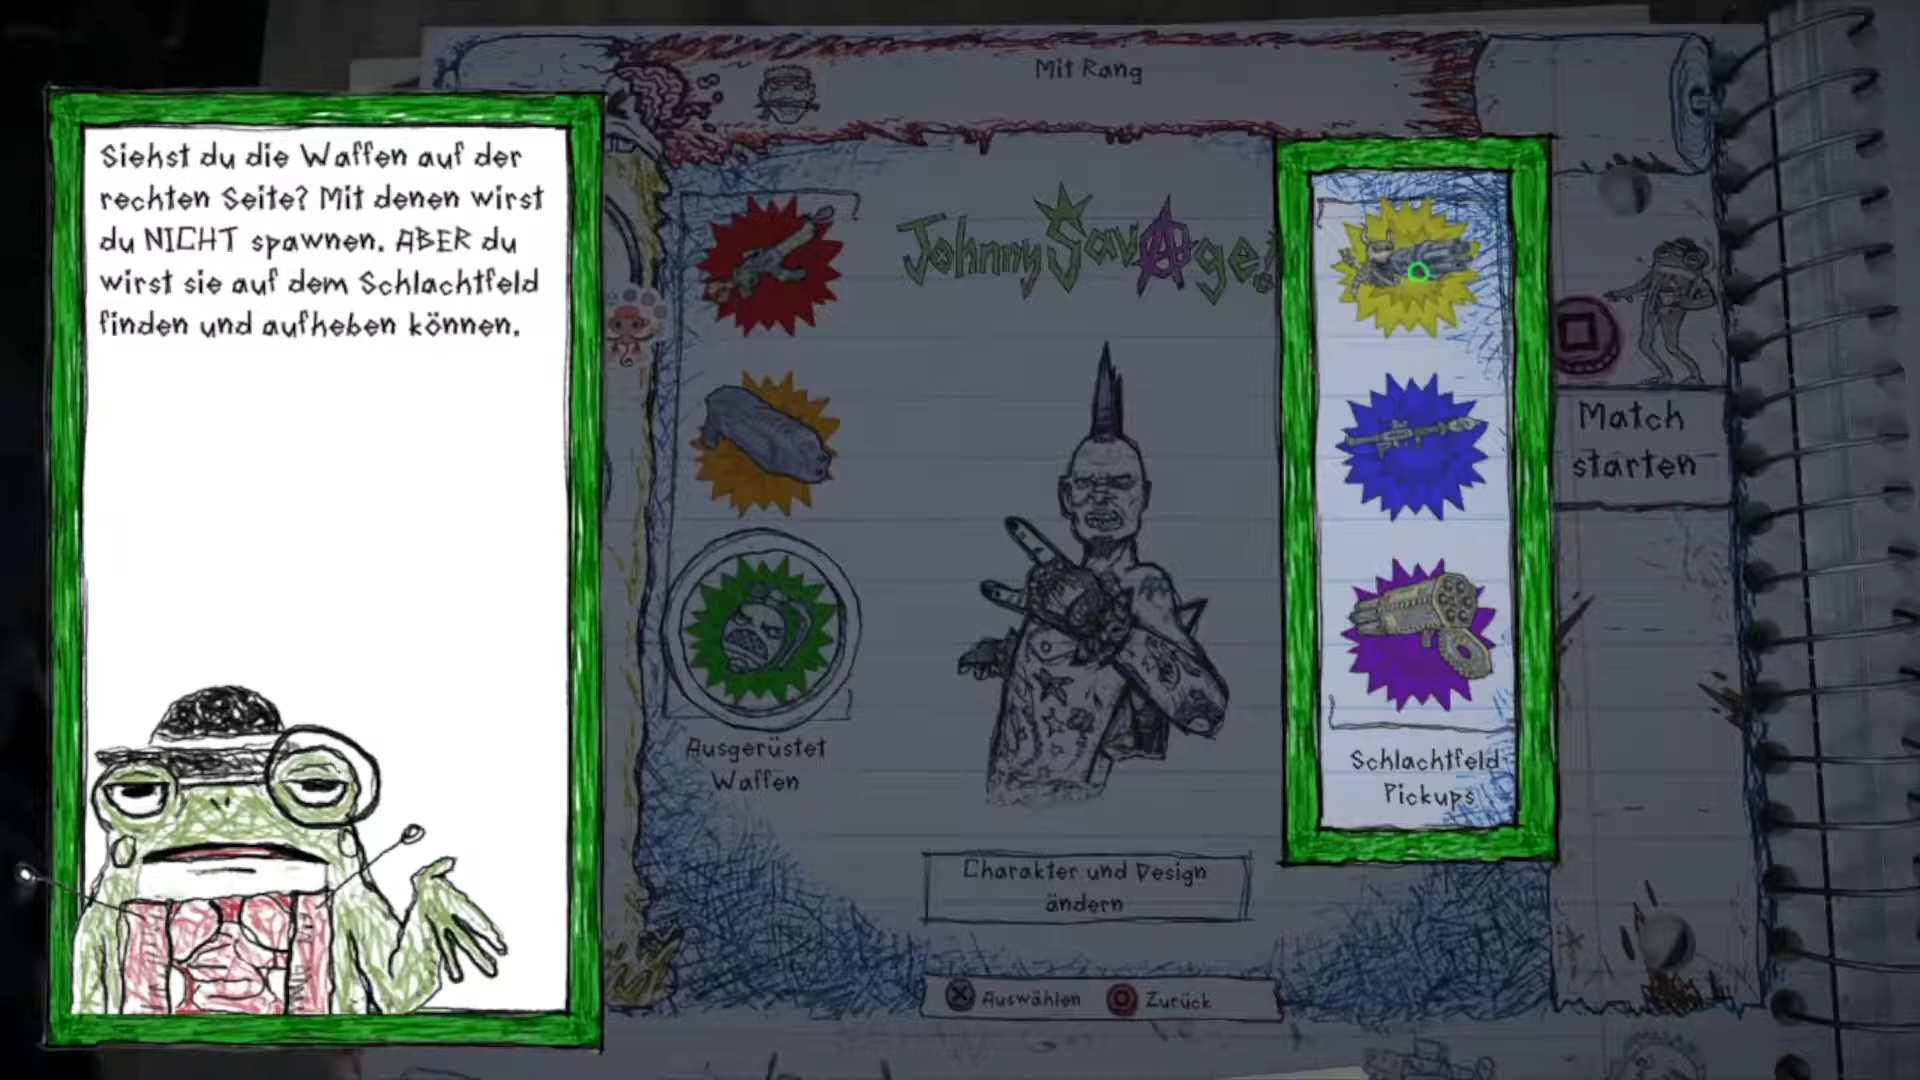 Mit Rang
Siehst du die Waffen auf der
rechten Seite? Mit denen wirst
du NICHT spawnen. ABER du
wirst sie auf dem Schlachtfeld
finden und aufheben können.
Johnny Savage!
Match
starten
Ausgerüstet
Waffen
Schlachtfeld
Pickups
Charakter und Design
ändern
Auswählen
Zurück